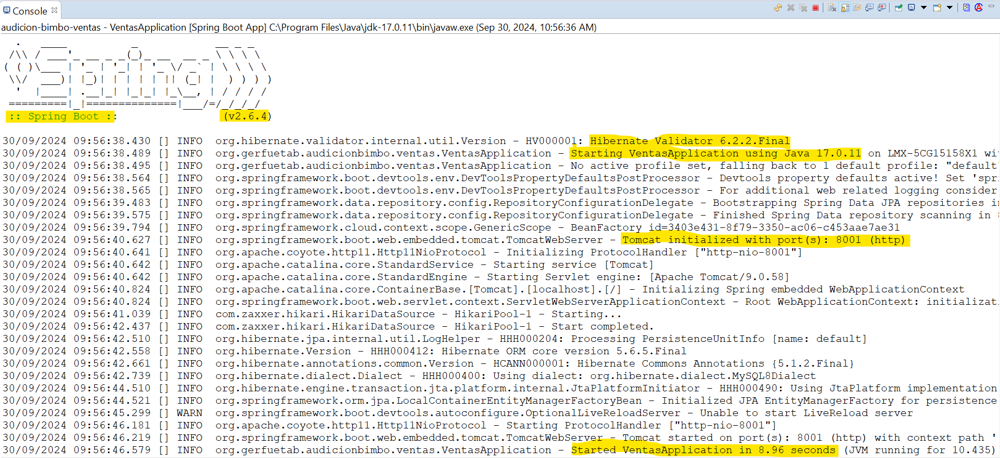 Console
audicion-bimbo-ventas - VentasApplication [Spring Boot App] C:\Program Files\Java\jdk-17.0.11\bin\javaw.exe (Sep 30, 2024, 10:56:36 AM)
:: Spring Boot :: (v2.6.4)
30/09/2024 09:56:38.430 [] INFO org.hibernate.validator.internal.util.Version - HV000001: Hibernate Validator 6.2.2.Final
30/09/2024 09:56:38.489 [] INFO org.gerfuetab.audicionbimbo.ventas.VentasApplication - Starting VentasApplication using Java 17.0.11 on LMX-5CG15158X1 wi
30/09/2024 09:56:38.495 [] INFO org.gerfuetab.audicionbimbo.ventas.VentasApplication - No active profile set, falling back to 1 default profile: "default"
30/09/2024 09:56:38.564 [] INFO org.springframework.boot.devtools.env.DevToolsPropertyDefaultsPostProcessor - Devtools property defaults active! Set 'spri
30/09/2024 09:56:38.565 [] INFO org.springframework.boot.devtools.env.DevToolsPropertyDefaultsPostProcessor - For additional web related logging consider
30/09/2024 09:56:39.483 [] INFO org.springframework.data.repository.config.RepositoryConfigurationDelegate - Bootstrapping Spring Data JPA repositories in
30/09/2024 09:56:39.575 [] INFO org.springframework.data.repository.config.RepositoryConfigurationDelegate - Finished Spring Data repository scanning in
30/09/2024 09:56:39.794 [] INFO org.springframework.cloud.context.scope.GenericScope - BeanFactory id=3403e431-8f79-3350-ac06-c453aae7ae31
30/09/2024 09:56:40.627 [] INFO org.springframework.boot.web.embedded.tomcat.TomcatWebServer - Tomcat initialized with port(s): 8001 (http)
30/09/2024 09:56:40.641 [] INFO org.apache.coyote.http11.Http11NioProtocol - Initializing ProtocolHandler ["http-nio-8001"]
30/09/2024 09:56:40.642 [] INFO org.apache.catalina.core.StandardService - Starting service [Tomcat]
30/09/2024 09:56:40.642 [] INFO org.apache.catalina.core.StandardEngine - Starting Servlet engine: [Apache Tomcat/9.0.58]
30/09/2024 09:56:40.824 [] INFO org.apache.catalina.core.ContainerBase.[Tomcat].[localhost].[/] - Initializing Spring embedded WebApplicationContext
30/09/2024 09:56:40.824 [] INFO org.springframework.boot.web.servlet.context.ServletWebServerApplicationContext - Root WebApplicationContext: initializati
30/09/2024 09:56:41.039 [] INFO com.zaxxer.hikari.HikariDataSource - HikariPool-1 - Starting...
30/09/2024 09:56:42.437 [] INFO com.zaxxer.hikari.HikariDataSource - HikariPool-1 - Start completed.
30/09/2024 09:56:42.510 [] INFO org.hibernate.jpa.internal.util.LogHelper - HHH000204: Processing PersistenceUnitInfo [name: default]
30/09/2024 09:56:42.558 [] INFO org.hibernate.Version - HHH000412: Hibernate ORM core version 5.6.5.Final
30/09/2024 09:56:42.661 [] INFO org.hibernate.annotations.common.Version - HCANN000001: Hibernate Commons Annotations {5.1.2.Final}
30/09/2024 09:56:42.739 [] INFO org.hibernate.dialect.Dialect - HHH000400: Using dialect: org.hibernate.dialect.MySQL8Dialect
30/09/2024 09:56:44.510 [] INFO org.hibernate.engine.transaction.jta.platform.internal.JtaPlatformInitiator - HHH000490: Using JtaPlatform implementation
30/09/2024 09:56:44.521 [] INFO org.springframework.orm.jpa.LocalContainerEntityManagerFactoryBean - Initialized JPA EntityManagerFactory for persistence
30/09/2024 09:56:45.299 [] WARN org.springframework.boot.devtools.autoconfigure.OptionalLiveReloadServer - Unable to start LiveReload server
30/09/2024 09:56:46.181 [] INFO org.apache.coyote.http11.Http11NioProtocol - Starting ProtocolHandler ["http-nio-8001"]
30/09/2024 09:56:46.219 [] INFO org.springframework.boot.web.embedded.tomcat.TomcatWebServer - Tomcat started on port(s): 8001 (http) with context path '
30/09/2024 09:56:46.579 [] INFO org.gerfuetab.audicionbimbo.ventas.VentasApplication - Started VentasApplication in 8.96 seconds (JVM running for 10.435)